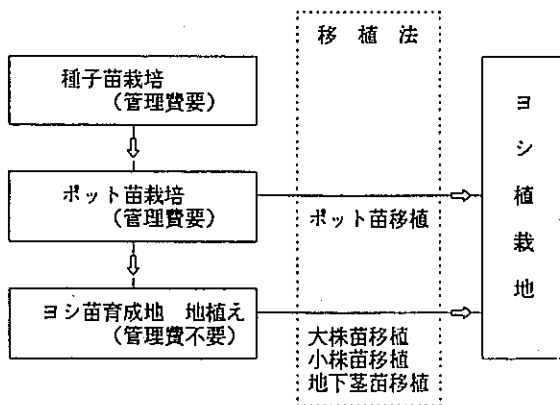 移植法
種子苗栽培
(管理費要)
ポット苗栽培
(管理費要)
ポット苗移植
ヨシ苗育成地 地植え
(管理費不要)
大株苗移植
小株苗移植
地下茎苗移植
ヨシ植栽地